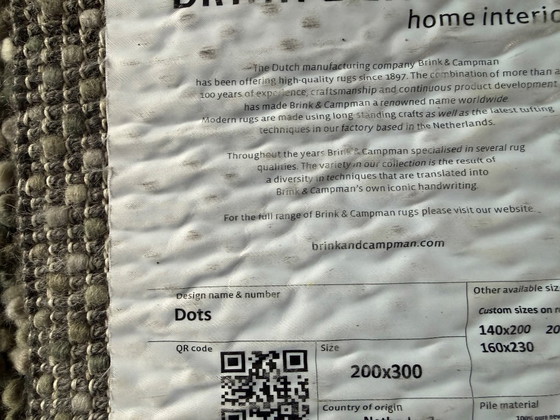 home interio
The Dutch manufacturing company Brink & Campman
has been offering high-quality rugs since 1897. The combination of more than a
100 years of experience, craftsmanship and continuous product development
has made Brink & Campman a renowned name worldwide
Modern rugs are made using long-standing crafts as well as the latest tufting
techniques in our factory based in the Netherlands.
Throughout the years Brink & Campman specialised in several rug
qualities. The variety in our collection is the result of
a diversity in techniques that are translated into
Brink & Campman's own iconic handwriting.
For the full range of Brink & Campman rugs please visit our website.
brinkandcampman.com
Design name & number
Dots
Other available siz
Custom sizes on r
140x200 20
160x230
QR code
Size
200x300
Country of origin
Pile material